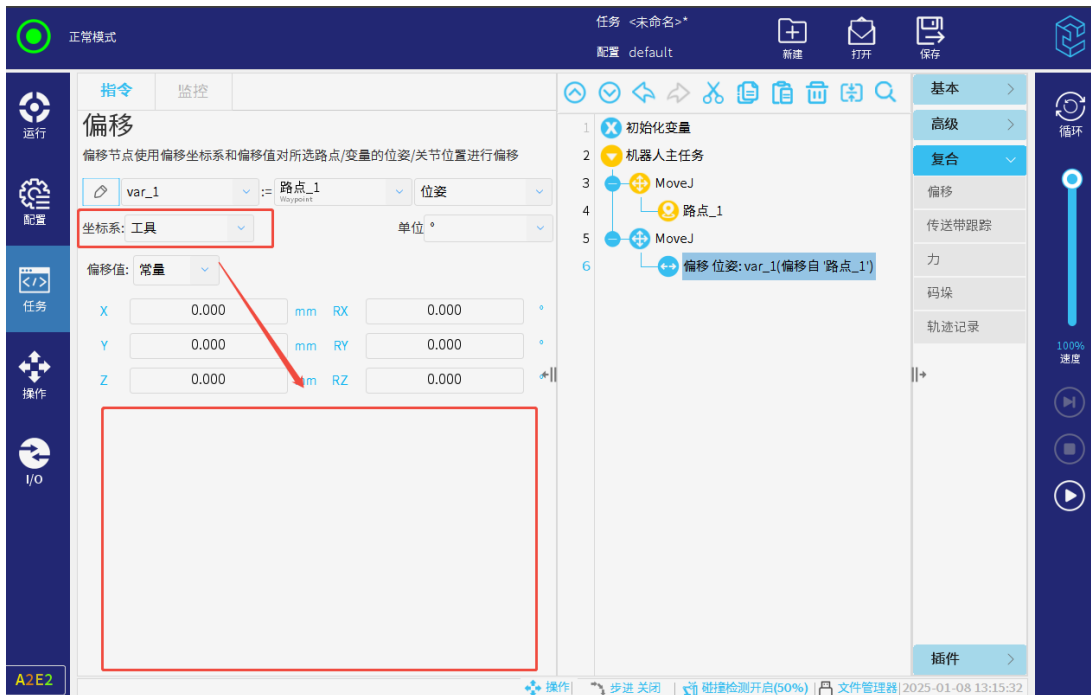 正常模式
任务 <未命名>*
配置 default
新建
打开
保存
运行
配置
任务
操作
I/O
A2E2
指令 监控
偏移
偏移节点使用偏移坐标系和偏移值对所选路点/变量的位姿/关节位置进行偏移
var_1 := 路点_1 Waypoint 位姿
坐标系: 工具 单位 °
偏移值: 常量
X 0.000 mm RX 0.000 °
Y 0.000 mm RY 0.000 °
Z 0.000 mm RZ 0.000 °
1 初始化变量
2 机器人主任务
3 MoveJ
4 路点_1
5 MoveJ
6 偏移 位姿: var_1(偏移自 '路点_1')
基本
高级
复合
偏移
传送带跟踪
力
码垛
轨迹记录
插件
循环
100%
速度
操作 步进 关闭 碰撞检测开启(50%) 文件管理器 2025-01-08 13:15:32